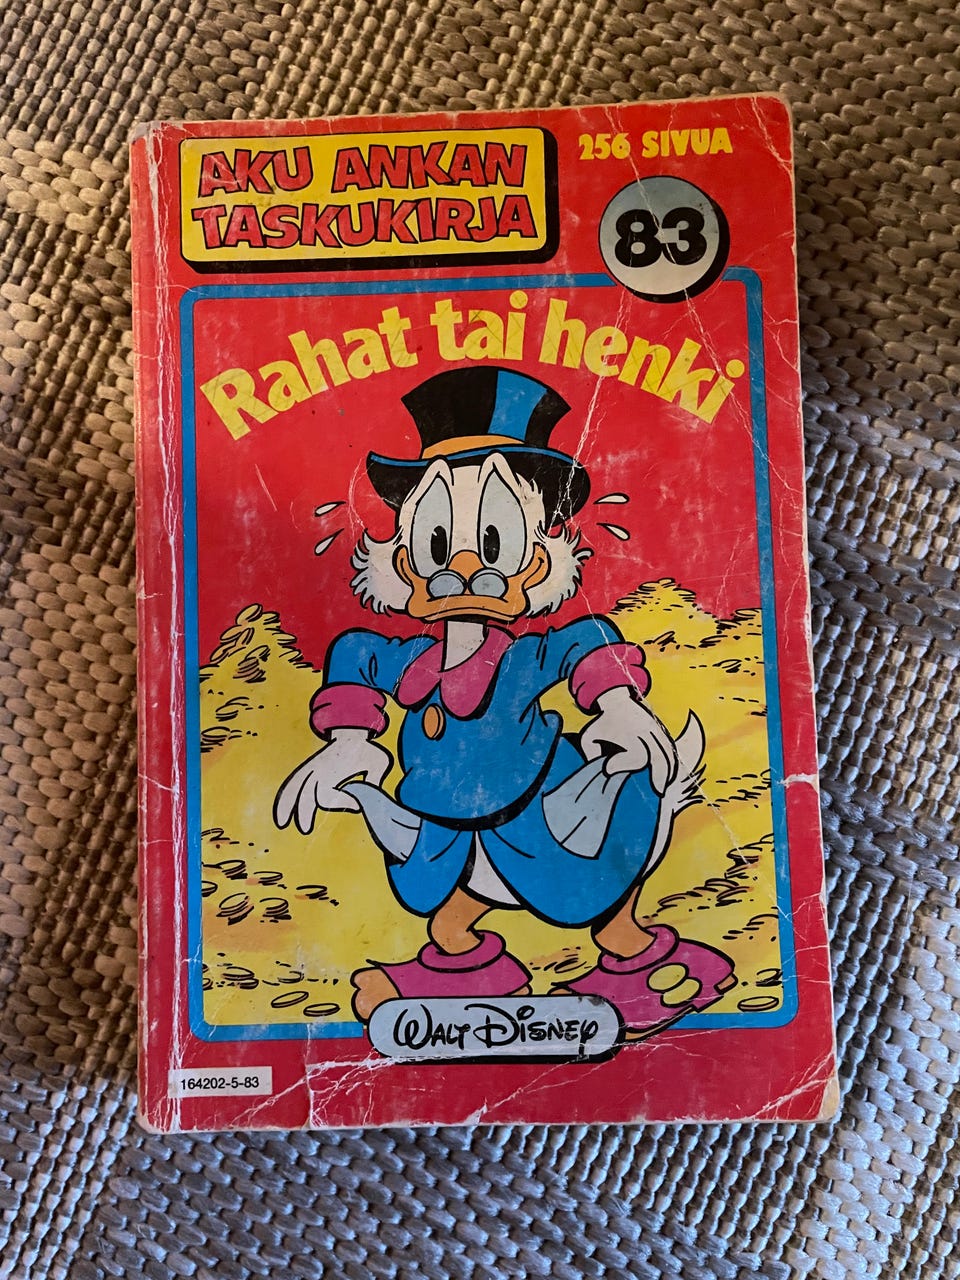 AKU ANKAN
TASKUKIRJA
256 SIVUA
83
Rahat tai henki
WALT DISNEY
164202-5-83